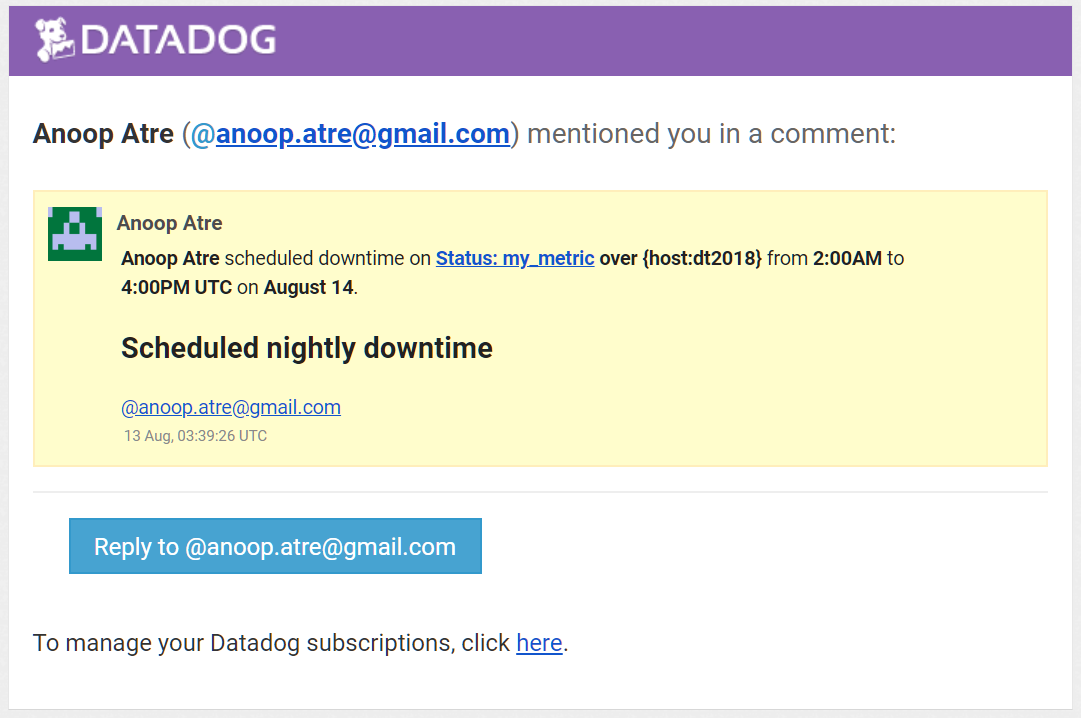 DATADOG
Anoop Atre (@anoop.atre@gmail.com) mentioned you in a comment:
Anoop Atre
Anoop Atre scheduled downtime on Status: my_metric over {host:dt2018} from 2:00AM to
4:00PM UTC on August 14.
Scheduled nightly downtime
@anoop.atre@gmail.com
13 Aug, 03:39:26 UTC
Reply to @anoop.atre@gmail.com
To manage your Datadog subscriptions, click here.